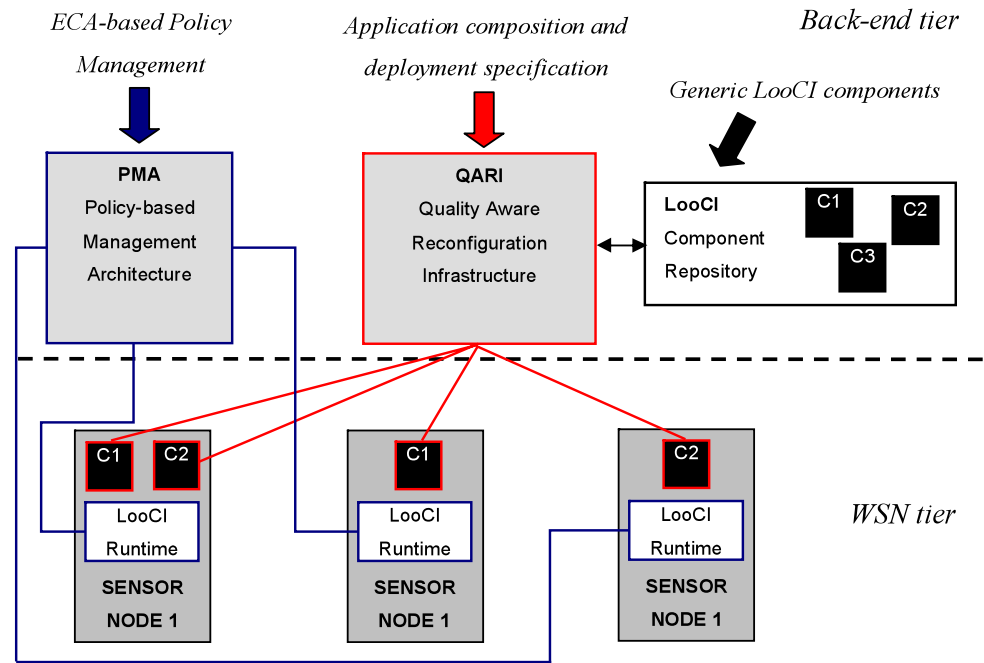 ECA-based Policy
Management
Application composition and
deployment specification
Back-end tier
Generic LooCI components
PMA
Policy-based
Management
Architecture
QARI
Quality Aware
Reconfiguration
Infrastructure
LooCI
Component
Repository
C1
C2
C3
C1
C2
LooCI
Runtime
SENSOR
NODE 1
C1
LooCI
Runtime
SENSOR
NODE 1
C2
LooCI
Runtime
SENSOR
NODE 1
WSN tier